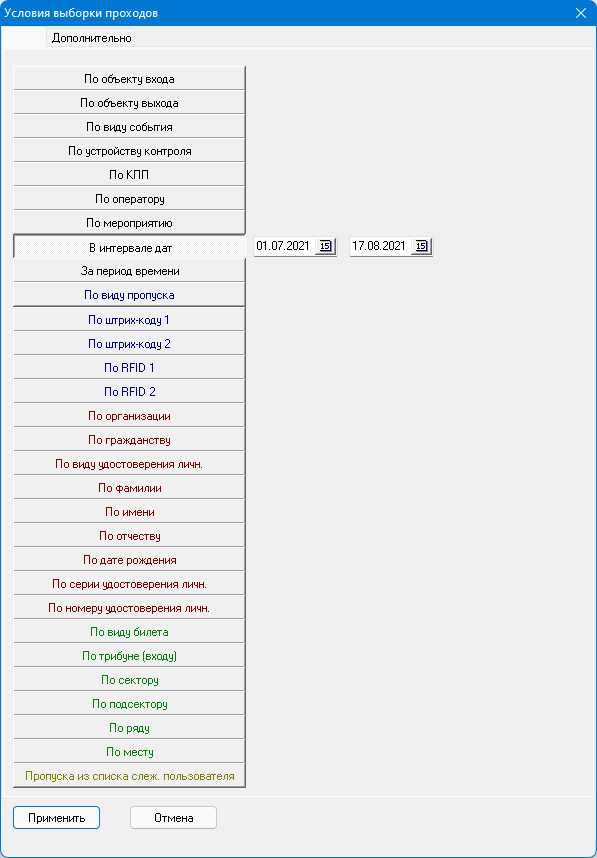 Условия выборки проходов
Дополнительно
По объекту входа
По объекту выхода
По виду события
По устройству контроля
По КПП
По оператору
По мероприятию
В интервале дат 01.07.2021 15 17.08.2021 15
За период времени
По виду пропуска
По штрих-коду 1
По штрих-коду 2
По RFID 1
По RFID 2
По организации
По гражданству
По виду удостоверения личн.
По фамилии
По имени
По отчеству
По дате рождения
По серии удостоверения личн.
По номеру удостоверения личн.
По виду билета
По трибуне (входу)
По сектору
По подсектору
По ряду
По месту
Пропуска из списка слеж. пользователя
Применить Отмена